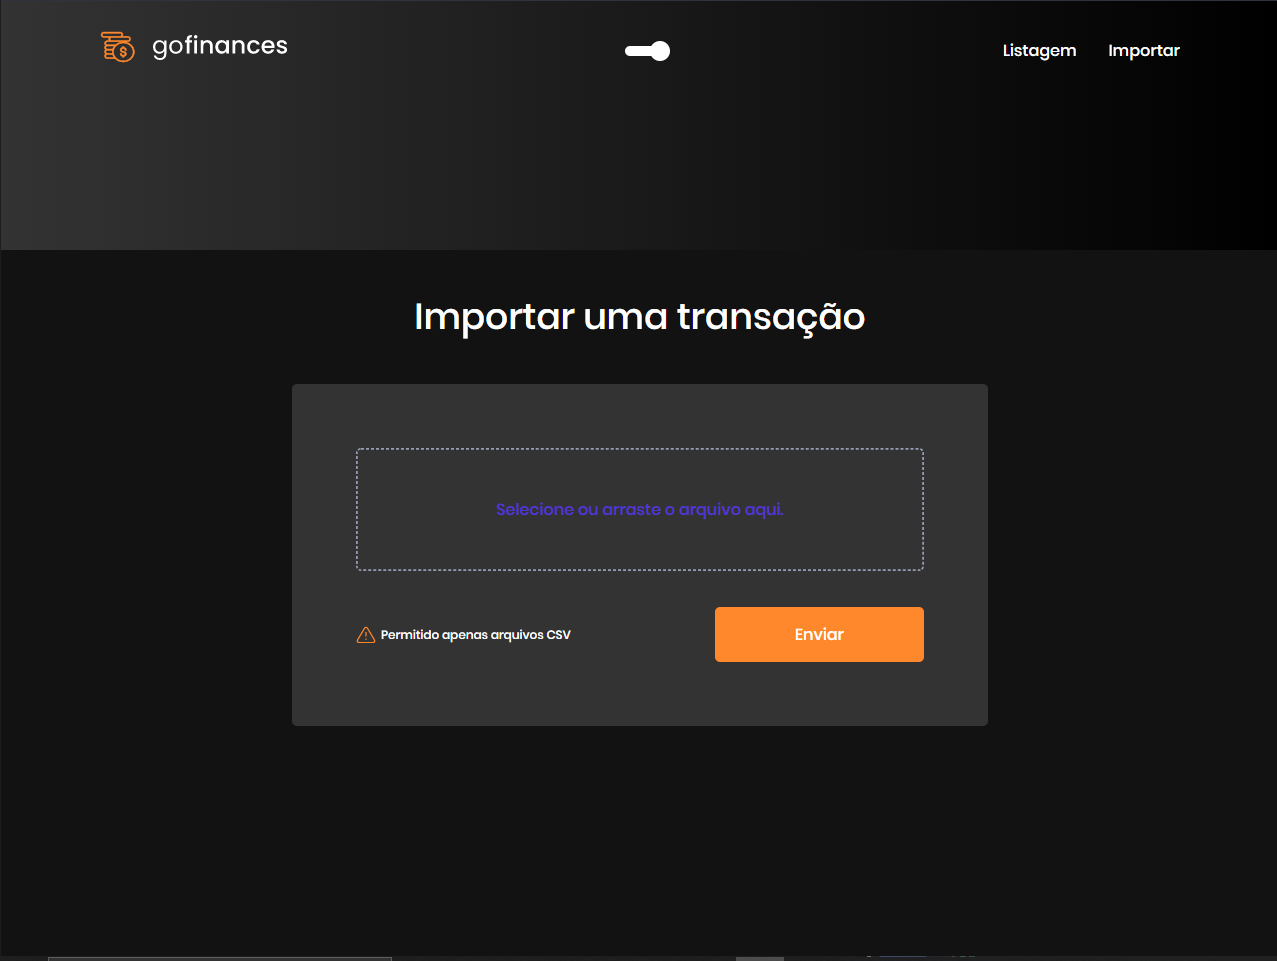 gofinances
Listagem
Importar
Importar uma transação
Selecione ou arraste o arquivo aqui.
Permitido apenas arquivos CSV
Enviar